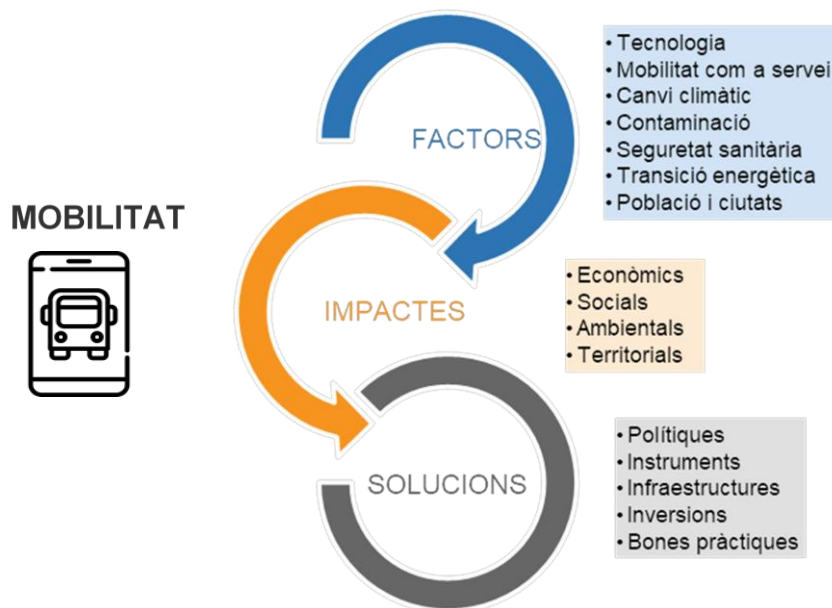 MOBILITAT
FACTORS
• Tecnologia
• Mobilitat com a servei
• Canvi climàtic
• Contaminació
• Seguretat sanitària
• Transició energètica
• Població i ciutats
IMPACTES
• Econòmics
• Socials
• Ambientals
• Territorials
SOLUCIONS
• Polítiques
• Instruments
• Infraestructures
• Inversions
• Bones pràctiques